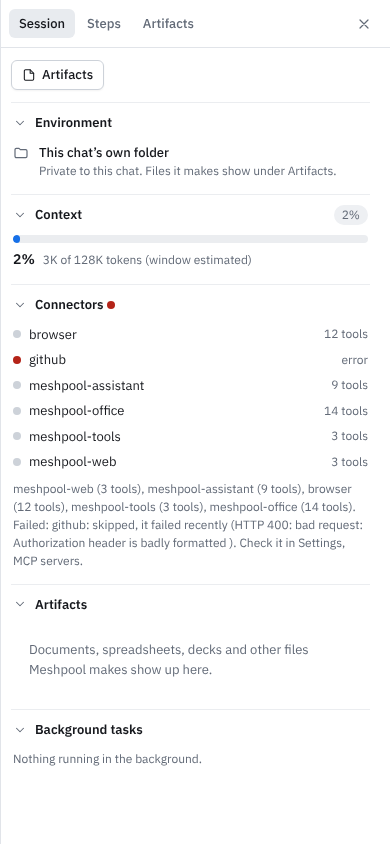 Session Steps Artifacts
Artifacts
Environment
This chat’s own folder
Private to this chat. Files it makes show under Artifacts.
Context 2%
2% 3K of 128K tokens (window estimated)
Connectors
browser 12 tools
github error
meshpool-assistant 9 tools
meshpool-office 14 tools
meshpool-tools 3 tools
meshpool-web 3 tools
meshpool-web (3 tools), meshpool-assistant (9 tools), browser
(12 tools), meshpool-tools (3 tools), meshpool-office (14 tools).
Failed: github: skipped, it failed recently (HTTP 400: bad request:
Authorization header is badly formatted ). Check it in Settings,
MCP servers.
Artifacts
Documents, spreadsheets, decks and other files
Meshpool makes show up here.
Background tasks
Nothing running in the background.